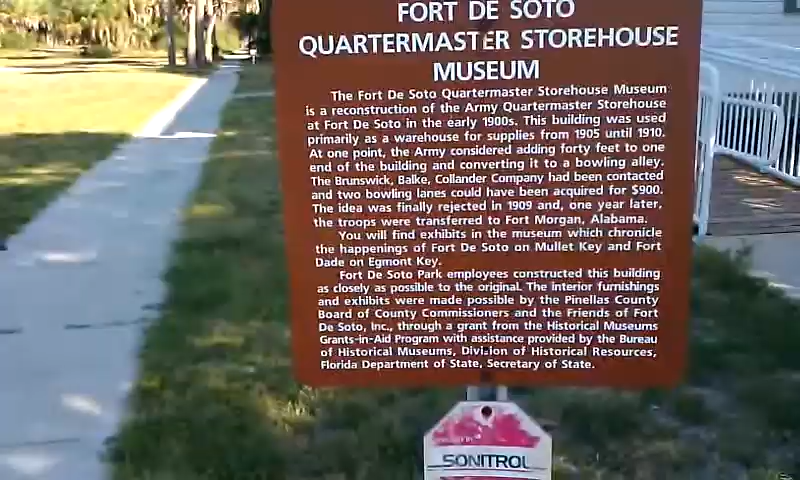 FORT DE SOTO
QUARTERMASTER STOREHOUSE
MUSEUM
The Fort De Soto Quartermaster Storehouse Museum
is a reconstruction of the Army Quartermaster Storehouse
at Fort De Soto in the early 1900s. This building was used
primarily as a warehouse for supplies from 1905 until 1910.
At one point, the Army considered adding forty feet to one
end of the building and converting it to a bowling alley.
The Brunswick, Balke, Collander Company had been contacted
and two bowling lanes could have been acquired for $900.
The idea was finally rejected in 1909 and, one year later,
the troops were transferred to Fort Morgan, Alabama.
You will find exhibits in the museum which chronicle
the happenings of Fort De Soto on Mullet Key and Fort
Dade on Egmont Key.
Fort De Soto Park employees constructed this building
as closely as possible to the original. The interior furnishings
and exhibits were made possible by the Pinellas County
Board of County Commissioners and the Friends of Fort
De Soto, Inc., through a grant from the Historical Museums
Grants-in-Aid Program with assistance provided by the Bureau
of Historical Museums, Division of Historical Resources,
Florida Department of State, Secretary of State.
SONITROL